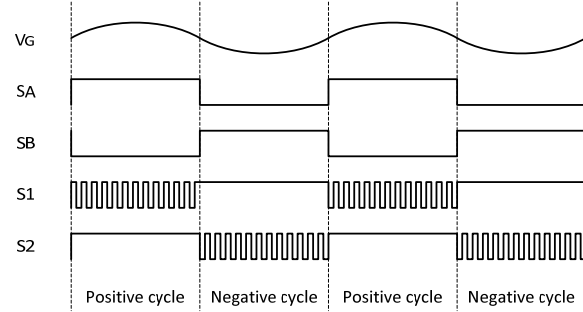 VG
SA
SB
S1
S2
Positive cycle Negative cycle Positive cycle Negative cycle